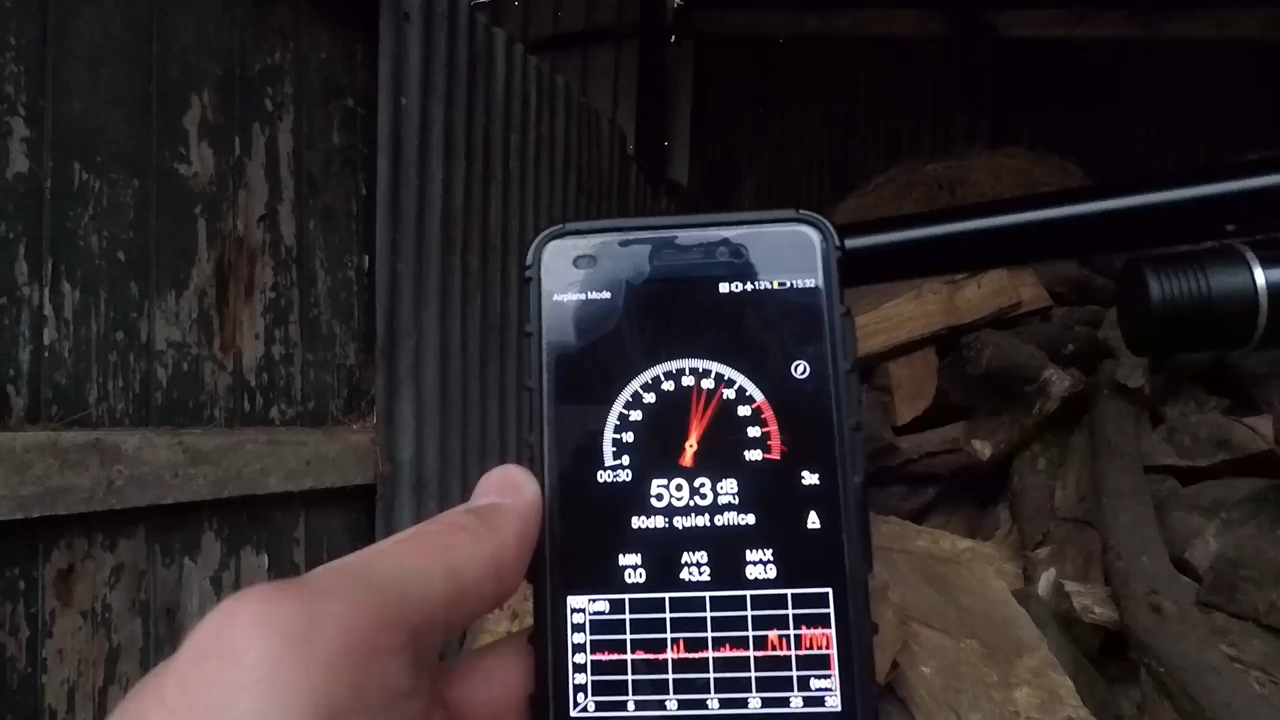 Airplane Mode 13% 15:32
0 10 20 30 40 50 60 70 80 90 100
00:30
3x
59.3 dB
(SPL)
50dB: quiet office A
MIN AVG MAX
0.0 43.2 66.9
(dB)
100
80
60
40
20
0
(sec)
0 5 10 15 20 25 30